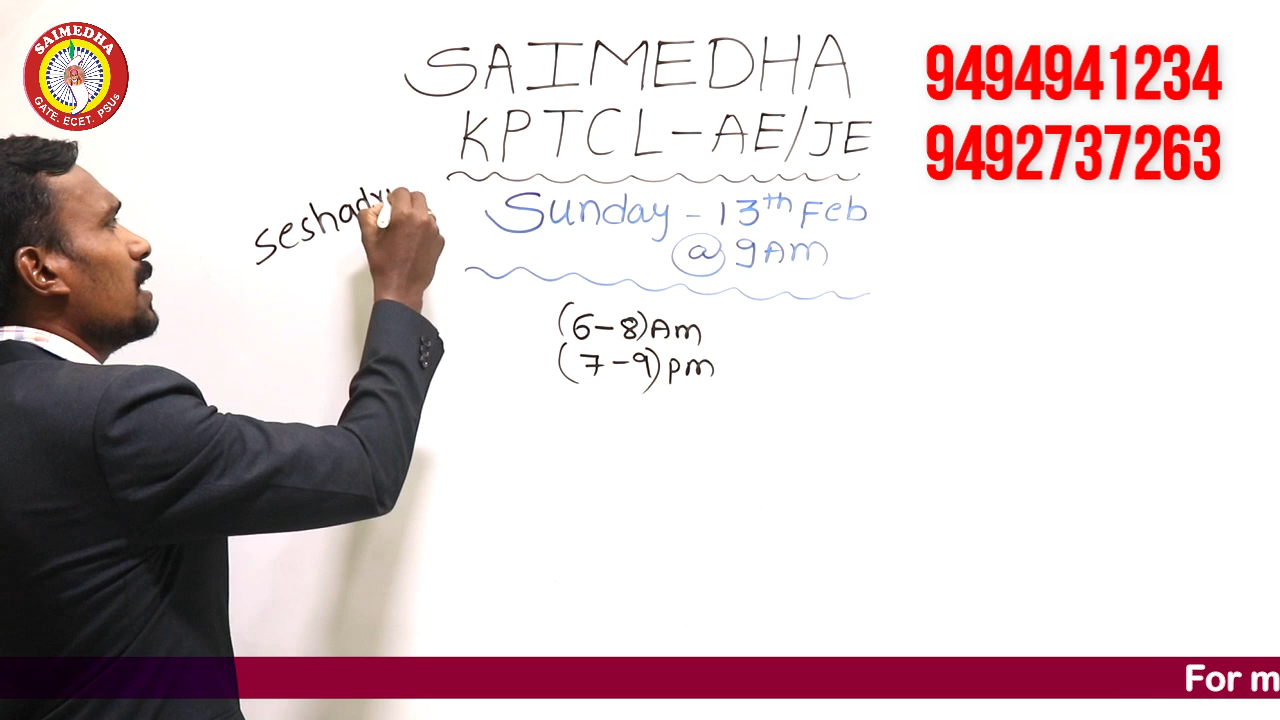 SAIMEDHA
GATE. ECET. PSUs
SAIMEDHA
KPTCL-AE/JE
Sunday - 13th Feb
@ 9AM
(6-8)Am
(7-9)pm
9494941234
9492737263
For m